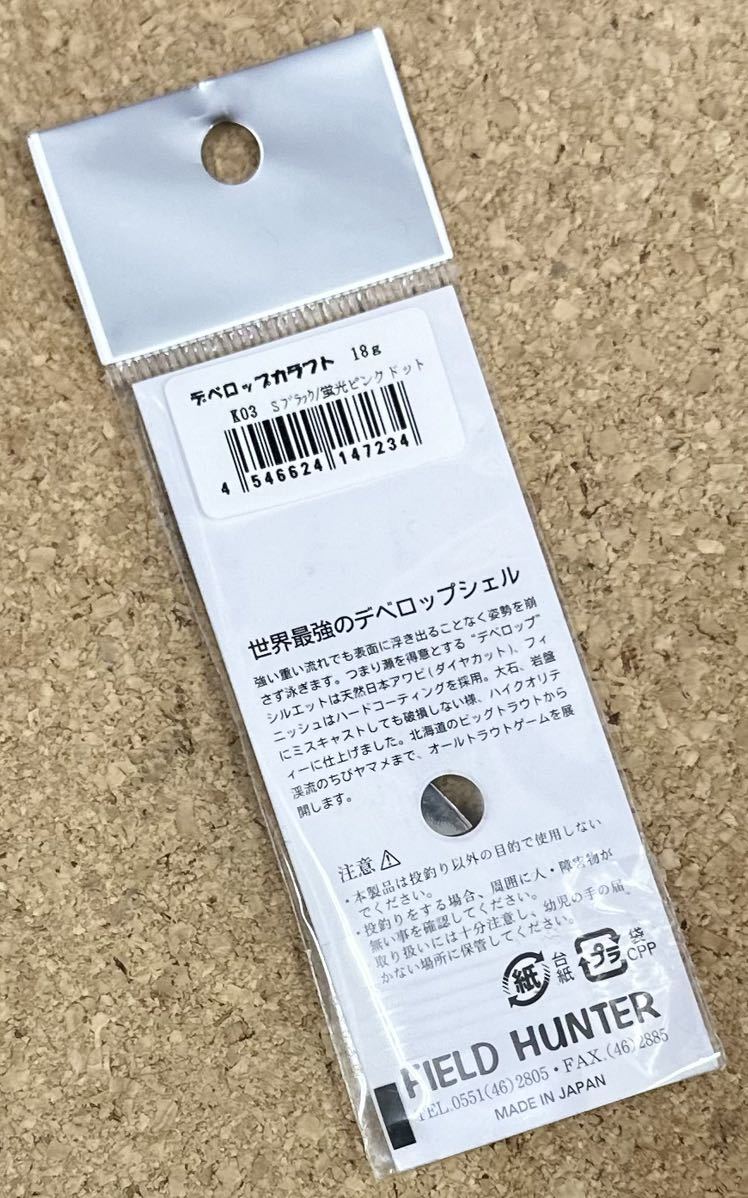 デベロップカラフト 18g
K03 Sブラック/蛍光ピンクドット
4 546624 147234
世界最強のデベロップシェル
強い重い流れでも表面に浮き出ることなく姿勢を崩
さず泳ぎます。つまり瀬を得意とする"デベロップ"
シルエットは天然日本アワビ(ダイヤカット)、フィ
ニッシュはハードコーティングを採用。大石、岩盤
にミスキャストしても破損しない様、ハイクオリテ
ィーに仕上げました。北海道のビッグトラウトから
渓流のちびヤマメまで、オールトラウトゲームを展
開します。
注意⚠
・本製品は投釣り以外の目的で使用しない
でください。
・投釣りをする場合、周囲に人・障害物が
無い事を確認してください。
取り扱いには十分注意し、幼児の手の届
かない場所に保管してください。
紙 台紙 プラ 袋 CPP
FIELD HUNTER
TEL.0551(46)2805・FAX.(46)2885
MADE IN JAPAN